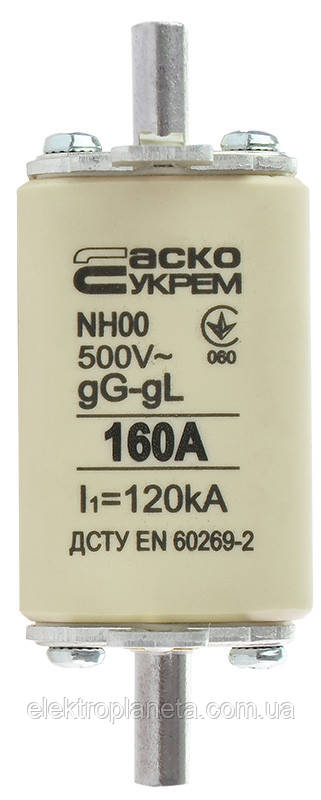 аско
УКРЕМ
NH00
500V~
060
gG-gL
160A
I₁=120kA
ДСТУ EN 60269-2
elektroplaneta.com.ua